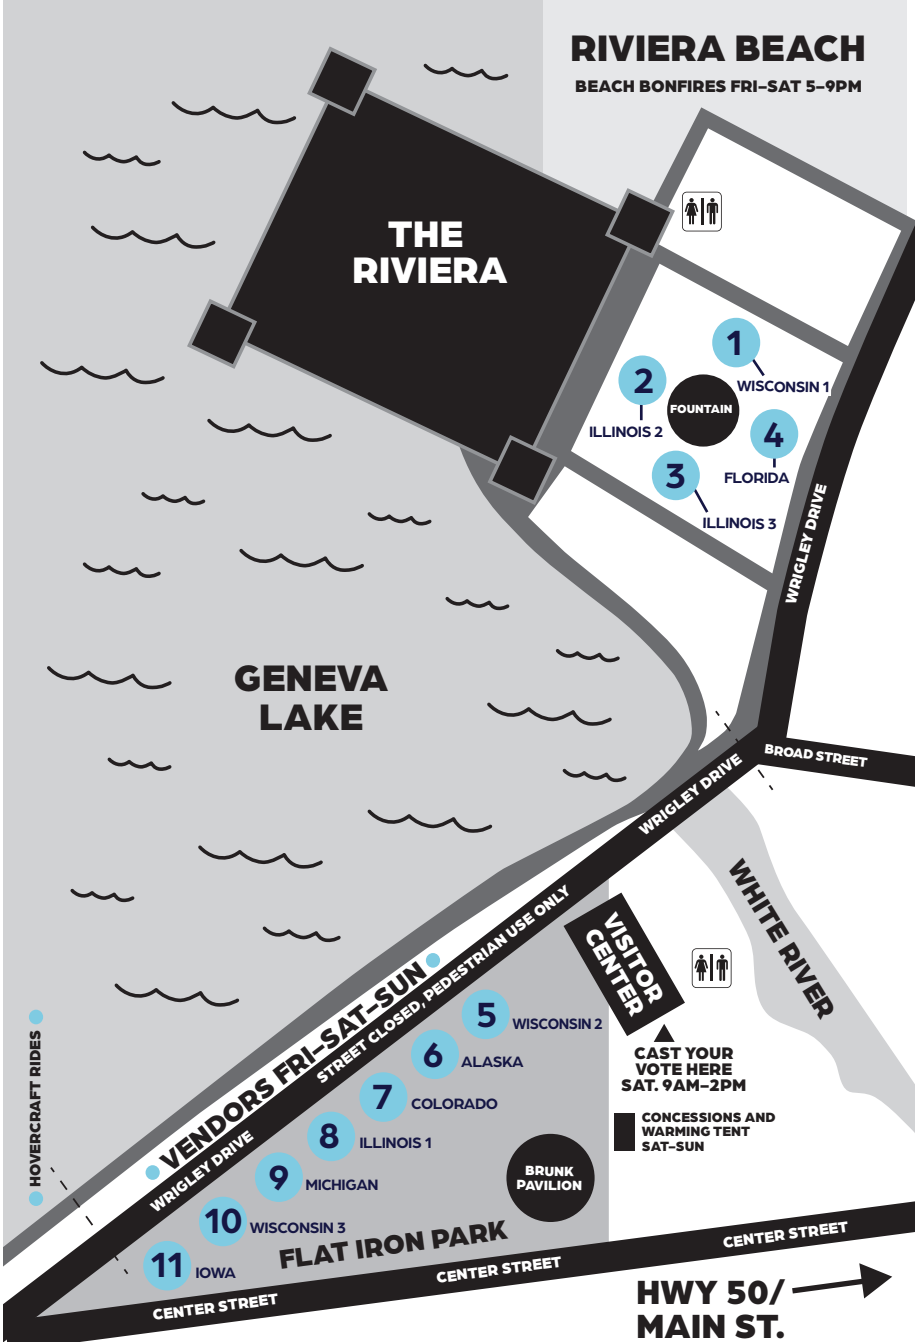 RIVIERA BEACH
BEACH BONFIRES FRI–SAT 5–9PM
THE
RIVIERA
1
WISCONSIN 1
2
ILLINOIS 2
FOUNTAIN
4
FLORIDA
3
ILLINOIS 3
WRIGLEY DRIVE
GENEVA
LAKE
BROAD STREET
WRIGLEY DRIVE
WHITE RIVER
VISITOR
CENTER
CAST YOUR
VOTE HERE
SAT. 9AM–2PM
CONCESSIONS AND
WARMING TENT
SAT–SUN
VENDORS FRI–SAT–SUN
STREET CLOSED, PEDESTRIAN USE ONLY
WRIGLEY DRIVE
HOVERCRAFT RIDES
5
WISCONSIN 2
6
ALASKA
7
COLORADO
8
ILLINOIS 1
9
MICHIGAN
10
WISCONSIN 3
11
IOWA
BRUNK
PAVILION
FLAT IRON PARK
CENTER STREET
CENTER STREET
CENTER STREET
HWY 50/
MAIN ST.